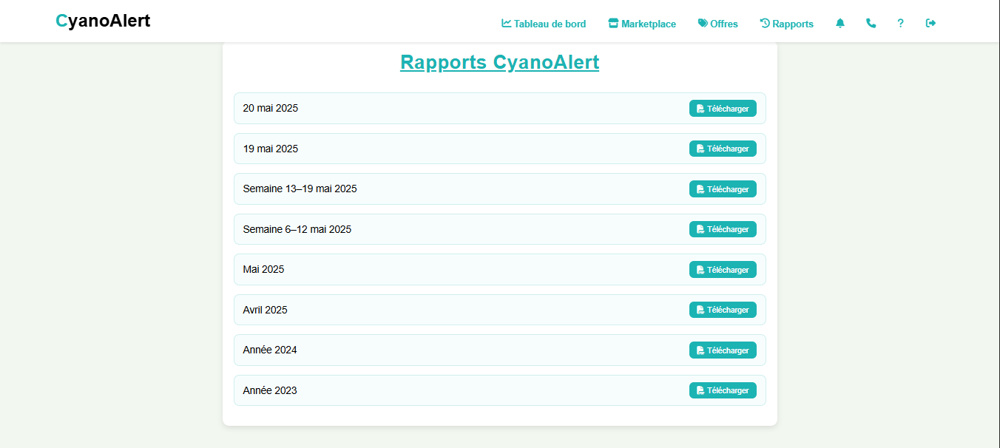 CyanoAlert
Tableau de bord
Marketplace
Offres
Rapports
?
Rapports CyanoAlert
20 mai 2025
Télécharger
19 mai 2025
Télécharger
Semaine 13–19 mai 2025
Télécharger
Semaine 6–12 mai 2025
Télécharger
Mai 2025
Télécharger
Avril 2025
Télécharger
Année 2024
Télécharger
Année 2023
Télécharger